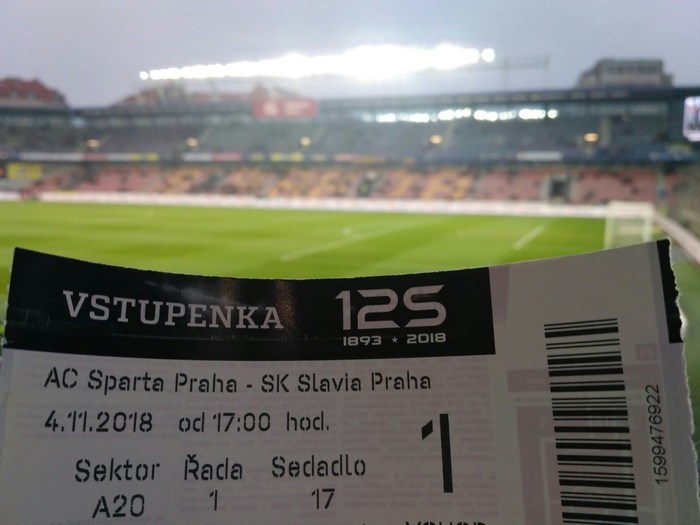 VSTUPENKA
125
1893 ★ 2018
AC Sparta Praha - SK Slavia Praha
4.11.2018 od 17:00 hod.
1
Sektor Řada Sedadlo
A20 1 17
1599476922